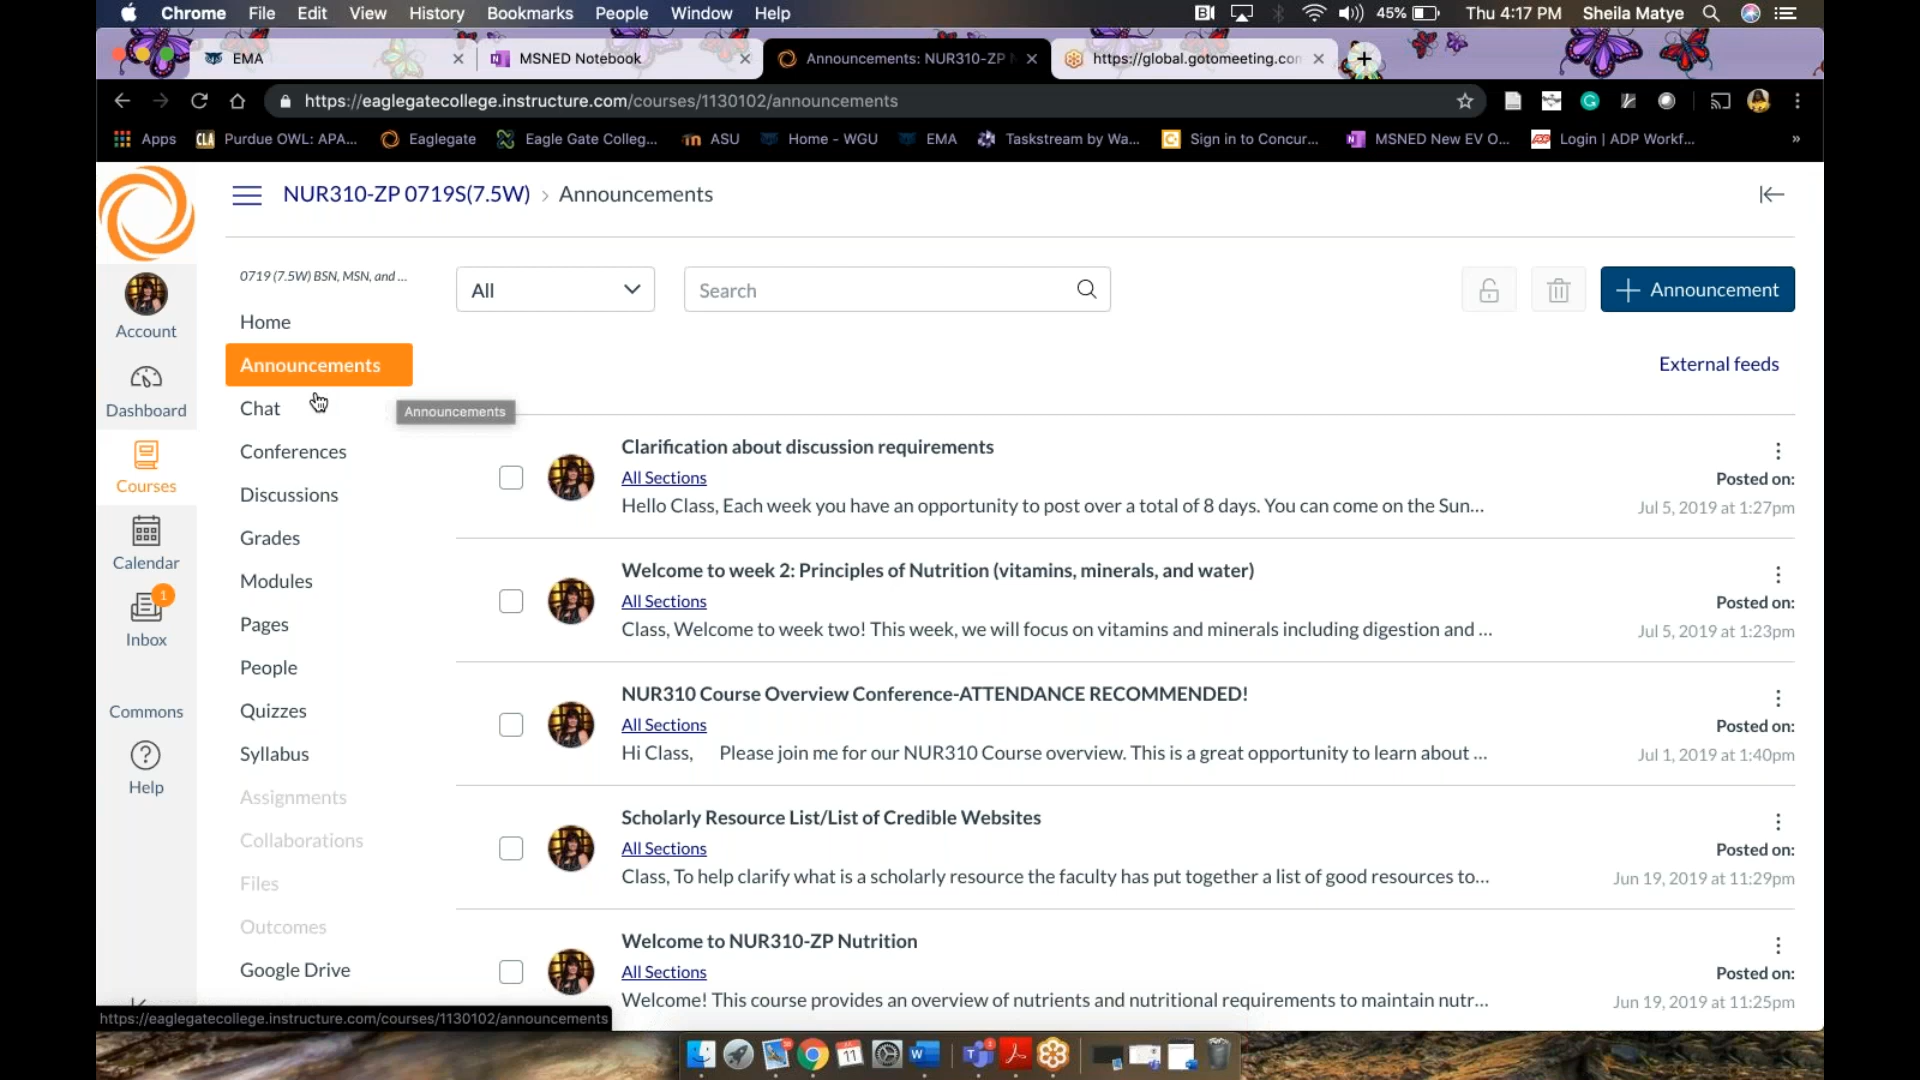 Chrome File Edit View History Bookmarks People Window Help 45% Thu 4:17 PM Sheila Matye
EMA MSNED Notebook Announcements: NUR310-ZP https://global.gotomeeting.con
https://eaglegatecollege.instructure.com/courses/1130102/announcements
Apps CLA Purdue OWL: APA... Eaglegate Eagle Gate Colleg... ASU Home - WGU EMA Taskstream by Wa... Sign in to Concur... MSNED New EV O... Login | ADP Workf... »
NUR310-ZP 0719S(7.5W) › Announcements
0719 (7.5W) BSN, MSN, and ...
All
Search
+ Announcement
External feeds
Account
Dashboard
Courses
Calendar
1
Inbox
Commons
Help
Home
Announcements
Chat
Conferences
Discussions
Grades
Modules
Pages
People
Quizzes
Syllabus
Assignments
Collaborations
Files
Outcomes
Google Drive
Announcements
Clarification about discussion requirements
All Sections
Hello Class, Each week you have an opportunity to post over a total of 8 days. You can come on the Sun...
Posted on:
Jul 5, 2019 at 1:27pm
Welcome to week 2: Principles of Nutrition (vitamins, minerals, and water)
All Sections
Class, Welcome to week two! This week, we will focus on vitamins and minerals including digestion and ...
Posted on:
Jul 5, 2019 at 1:23pm
NUR310 Course Overview Conference-ATTENDANCE RECOMMENDED!
All Sections
Hi Class, Please join me for our NUR310 Course overview. This is a great opportunity to learn about ...
Posted on:
Jul 1, 2019 at 1:40pm
Scholarly Resource List/List of Credible Websites
All Sections
Class, To help clarify what is a scholarly resource the faculty has put together a list of good resources to...
Posted on:
Jun 19, 2019 at 11:29pm
Welcome to NUR310-ZP Nutrition
All Sections
Welcome! This course provides an overview of nutrients and nutritional requirements to maintain nutr...
Posted on:
Jun 19, 2019 at 11:25pm
https://eaglegatecollege.instructure.com/courses/1130102/announcements
11